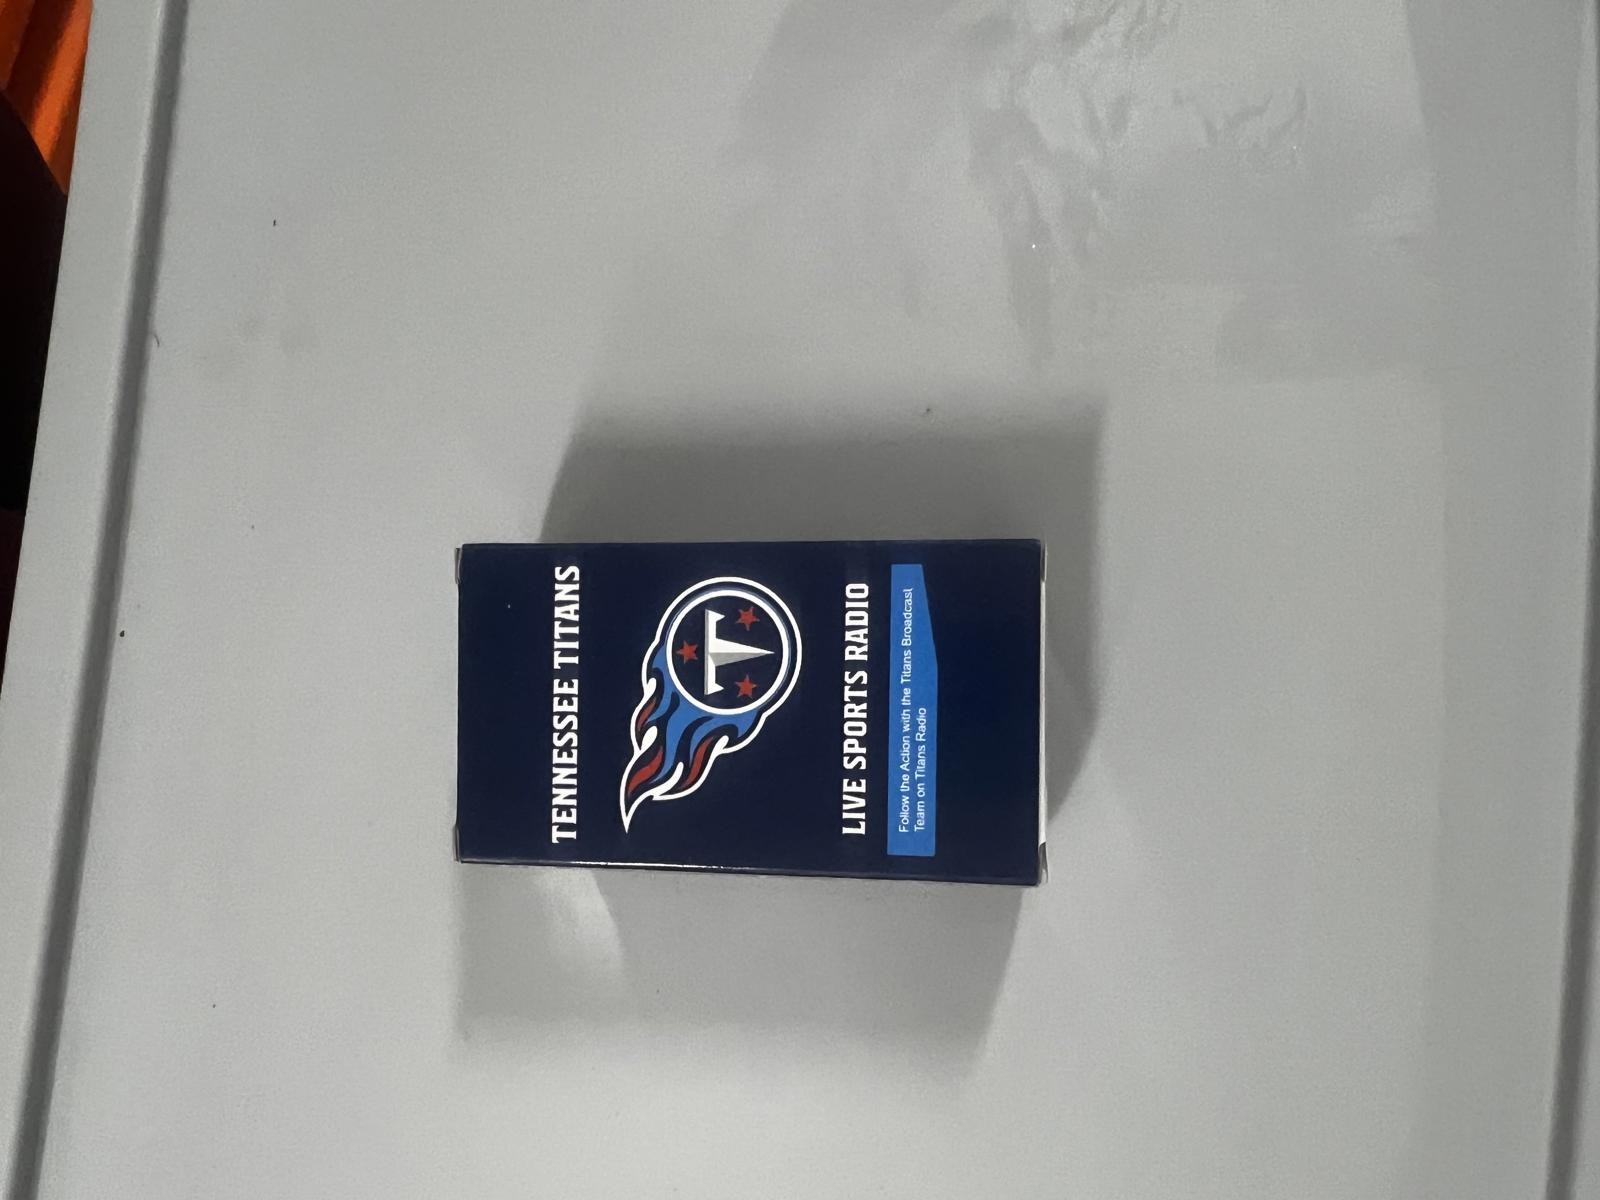 TENNESSEE TITANS
T
LIVE SPORTS RADIO
Follow the Action with the Titans Broadcast
Team on Titans Radio